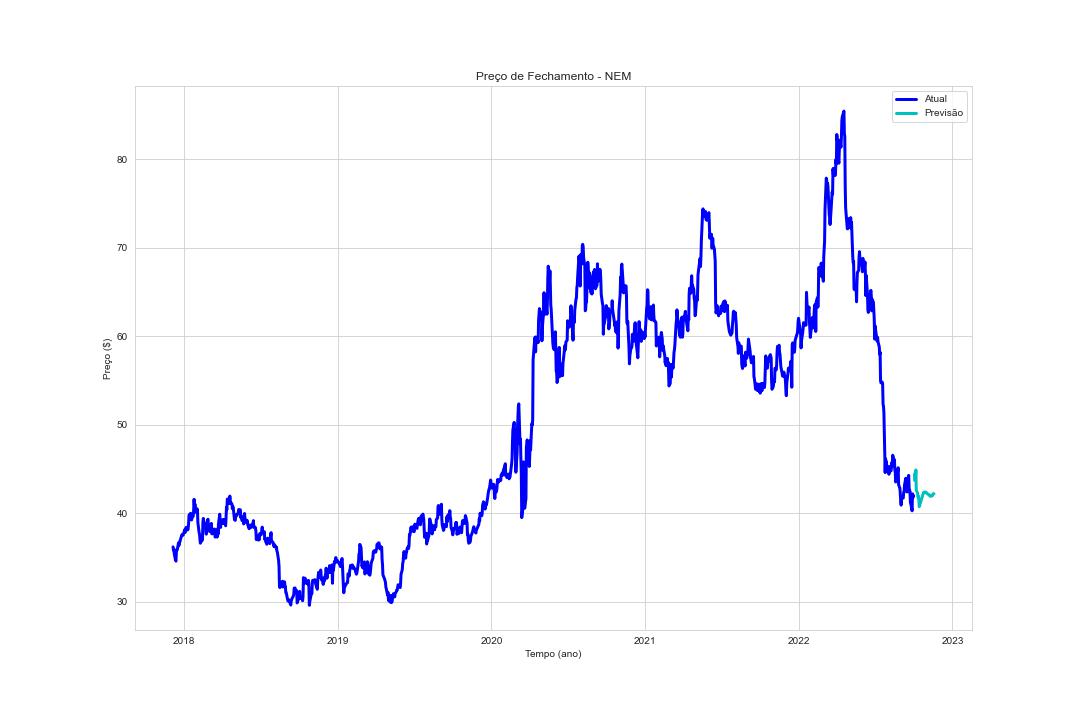 Preço de Fechamento - NEM
Atual
Previsão
Preço ($)
80
70
60
50
40
30
2018 2019 2020 2021 2022 2023
Tempo (ano)